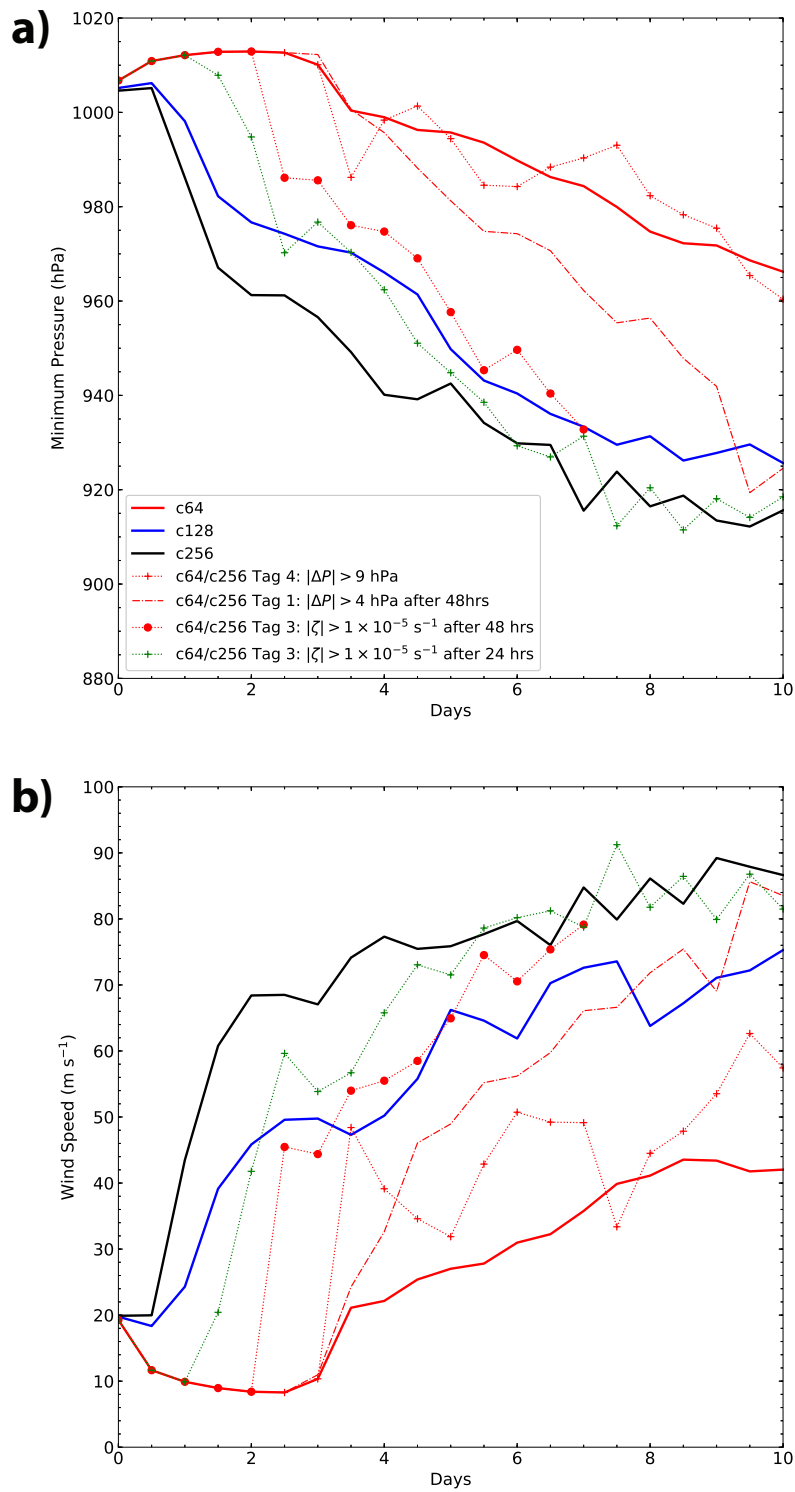 a)
1020
1000
980
960
940
920
900
880
Minimum Pressure (hPa)
c64
c128
c256
c64/c256 Tag 4: |ΔP| > 9 hPa
c64/c256 Tag 1: |ΔP| > 4 hPa after 48hrs
c64/c256 Tag 3: |ζ| > 1 × 10⁻⁵ s⁻¹ after 48 hrs
c64/c256 Tag 3: |ζ| > 1 × 10⁻⁵ s⁻¹ after 24 hrs
0 2 4 6 8 10
Days
b)
100
90
80
70
60
50
40
30
20
10
0
Wind Speed (m s⁻¹)
0 2 4 6 8 10
Days